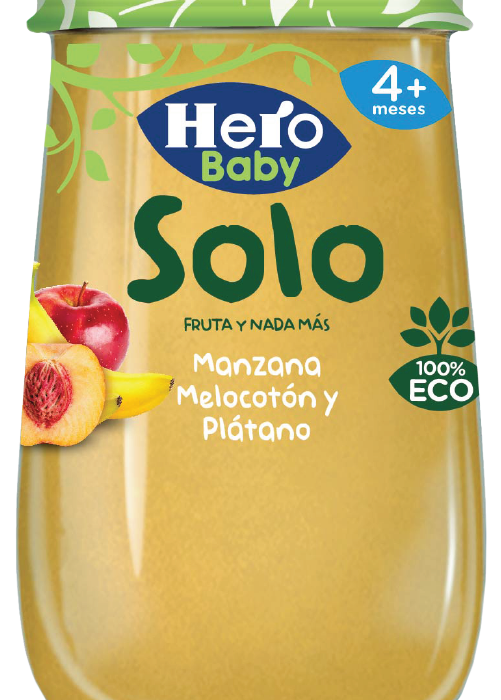 4+
meses
Hero
Baby
Solo
FRUTA Y NADA MÁS
Manzana
Melocotón y
Plátano
100%
ECO